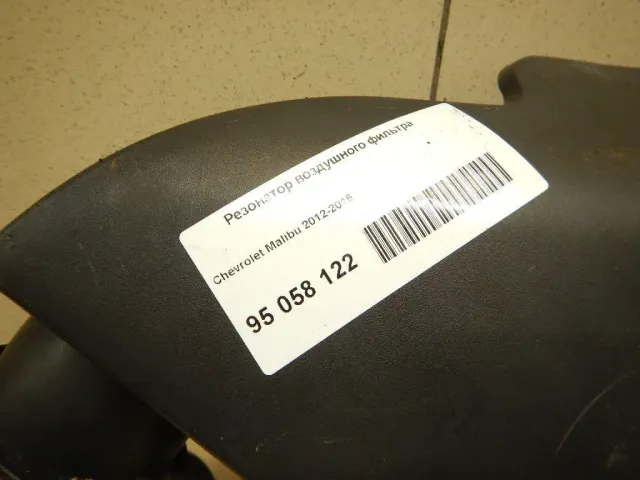 Резонатор воздушного фильтра
Chevrolet Malibu 2012-2016
95 058 122